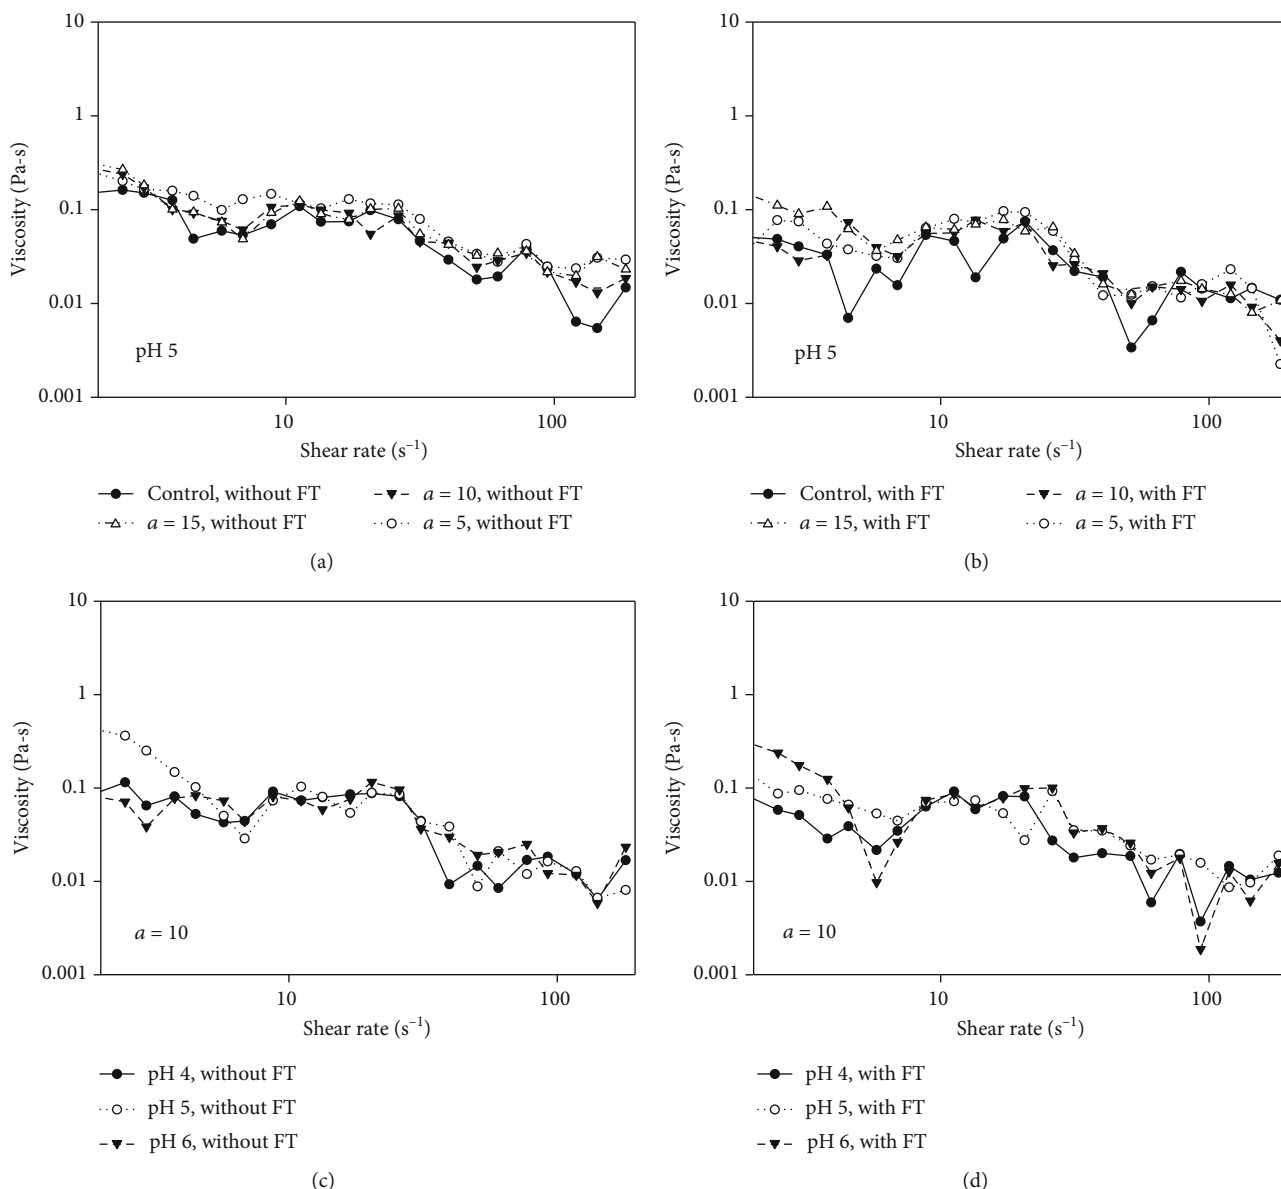 10
1
0.1
0.01
0.001
Viscosity (Pa-s)
pH 5
10 100
Shear rate (s⁻¹)
Control, without FT a = 10, without FT
a = 15, without FT a = 5, without FT
(a)
10
1
0.1
0.01
0.001
Viscosity (Pa-s)
pH 5
10 100
Shear rate (s⁻¹)
Control, with FT a = 10, with FT
a = 15, with FT a = 5, with FT
(b)
10
1
0.1
0.01
0.001
Viscosity (Pa-s)
a = 10
10 100
Shear rate (s⁻¹)
pH 4, without FT
pH 5, without FT
pH 6, without FT
(c)
10
1
0.1
0.01
0.001
Viscosity (Pa-s)
a = 10
10 100
Shear rate (s⁻¹)
pH 4, with FT
pH 5, with FT
pH 6, with FT
(d)